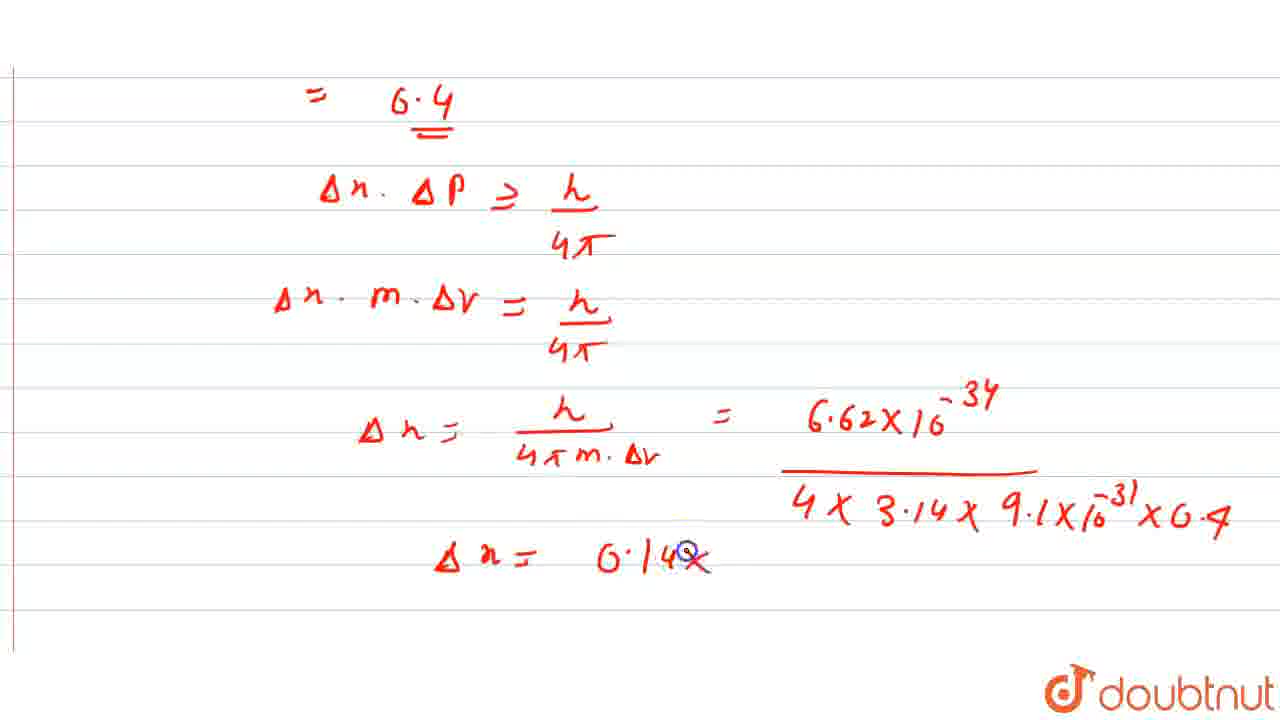 = 0.4
Δx · ΔP ≥ h/4π
Δx · m · Δv = h/4π
Δx = h/4πm·Δv = 6.62×10⁻³⁴/4 × 3.14 × 9.1×10⁻³¹ × 0.4
Δx = 0.14×
doubtnut